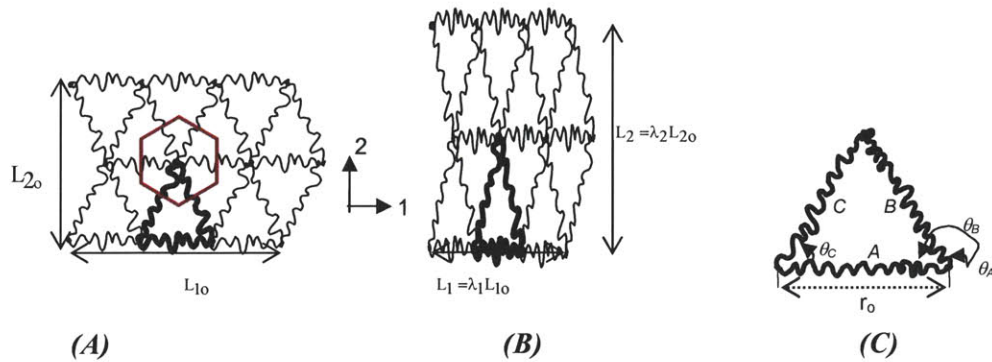 L2o
2
1
L1o
(A)
L2 =λ2L2o
L1 =λ1L1o
(B)
C
B
θB
θC
A
θA
ro
(C)